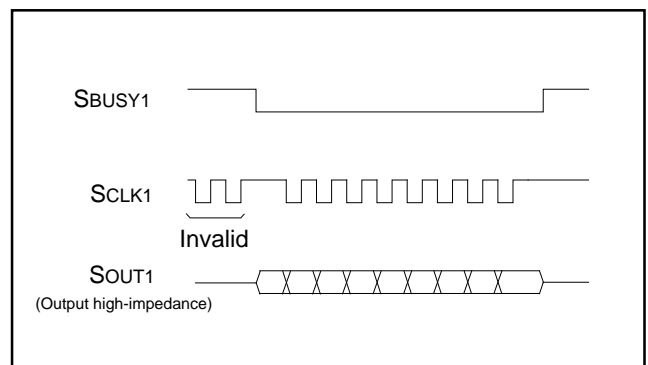 SBUSY1
SCLK1
Invalid
SOUT1
(Output high-impedance)